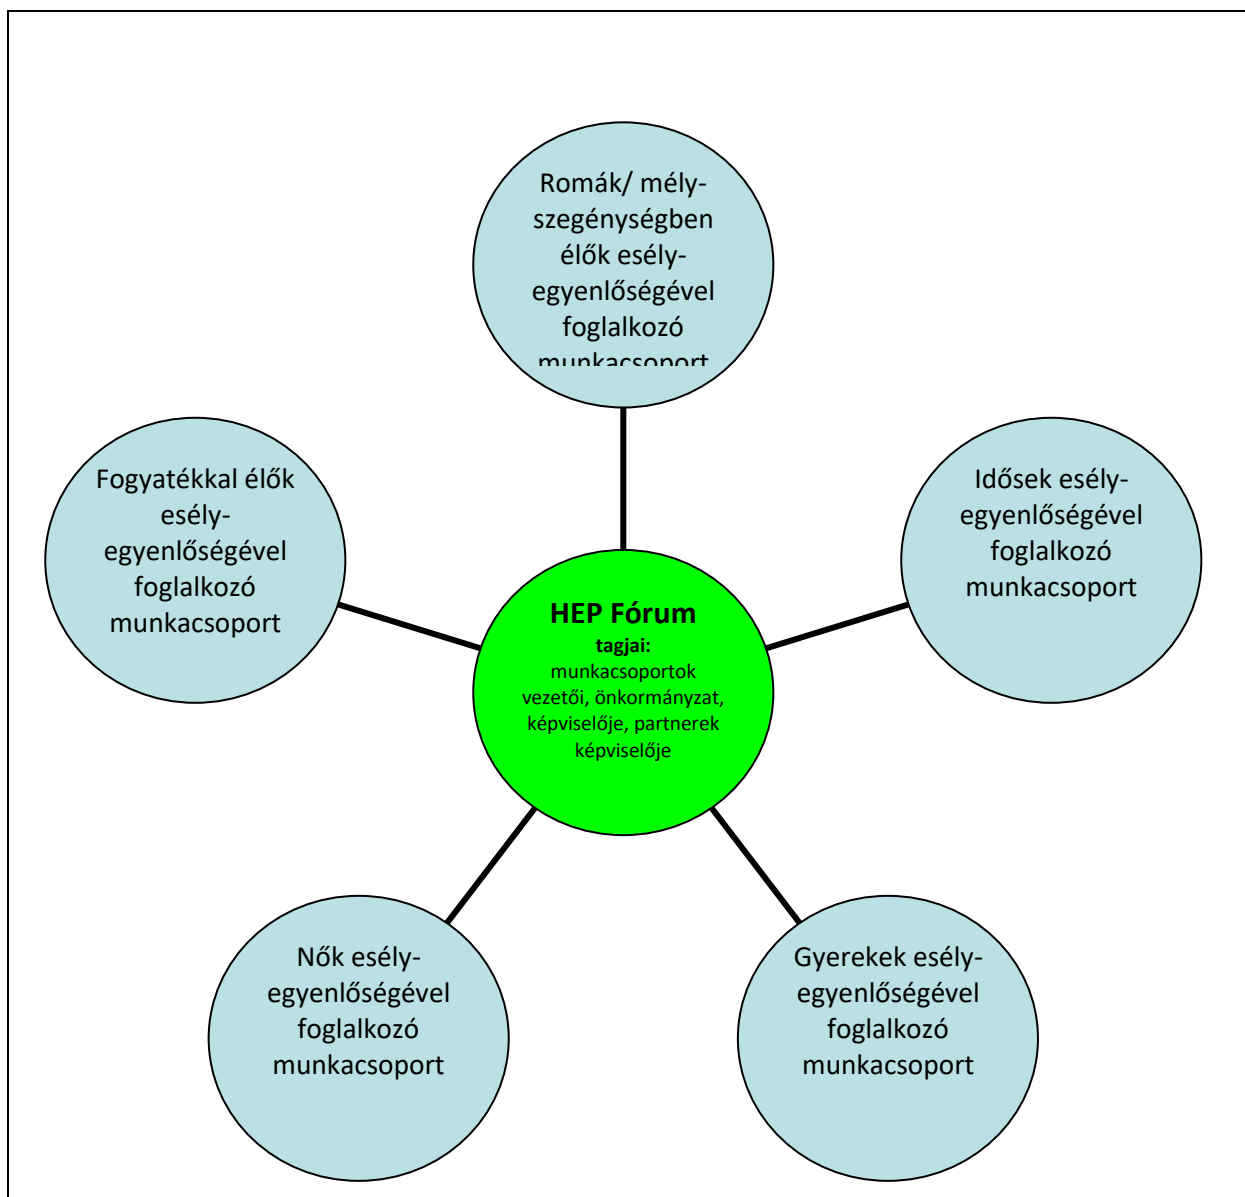 Romák/ mély-
szegénységben
élők esély-
egyenlőségével
foglalkozó
munkacsoport
Fogyatékkal élők
esély-
egyenlőségével
foglalkozó
munkacsoport
Idősek esély-
egyenlőségével
foglalkozó
munkacsoport
HEP Fórum
tagjai:
munkacsoportok
vezetői, önkormányzat,
képviselője, partnerek
képviselője
Nők esély-
egyenlőségével
foglalkozó
munkacsoport
Gyerekek esély-
egyenlőségével
foglalkozó
munkacsoport